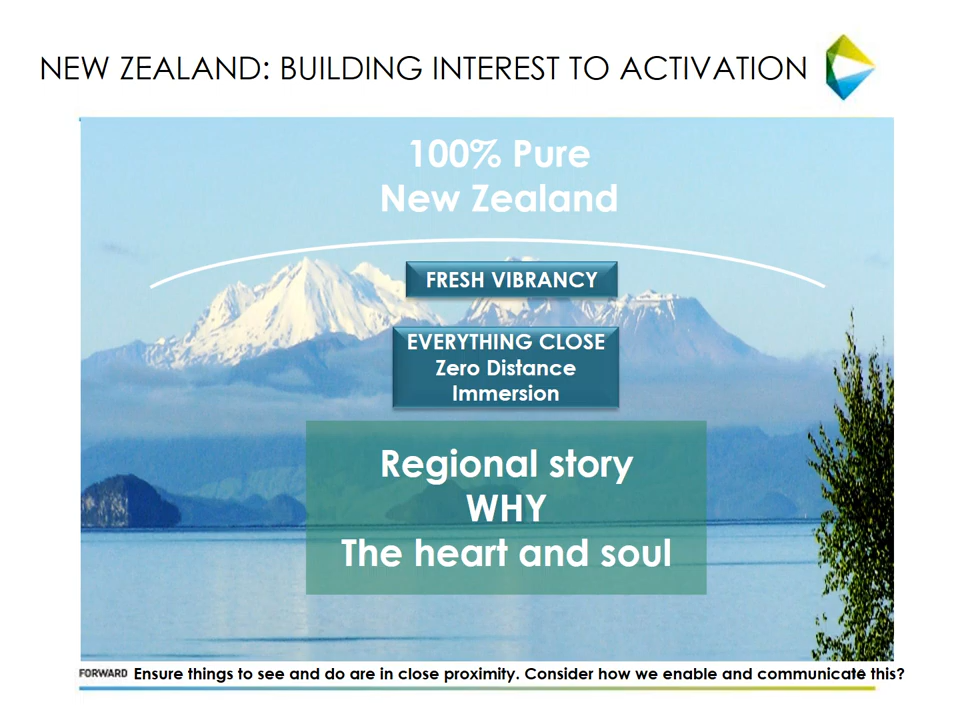 NEW ZEALAND: BUILDING INTEREST TO ACTIVATION
100% Pure
New Zealand
FRESH VIBRANCY
EVERYTHING CLOSE
Zero Distance
Immersion
Regional story
WHY
The heart and soul
FORWARD Ensure things to see and do are in close proximity. Consider how we enable and communicate this?